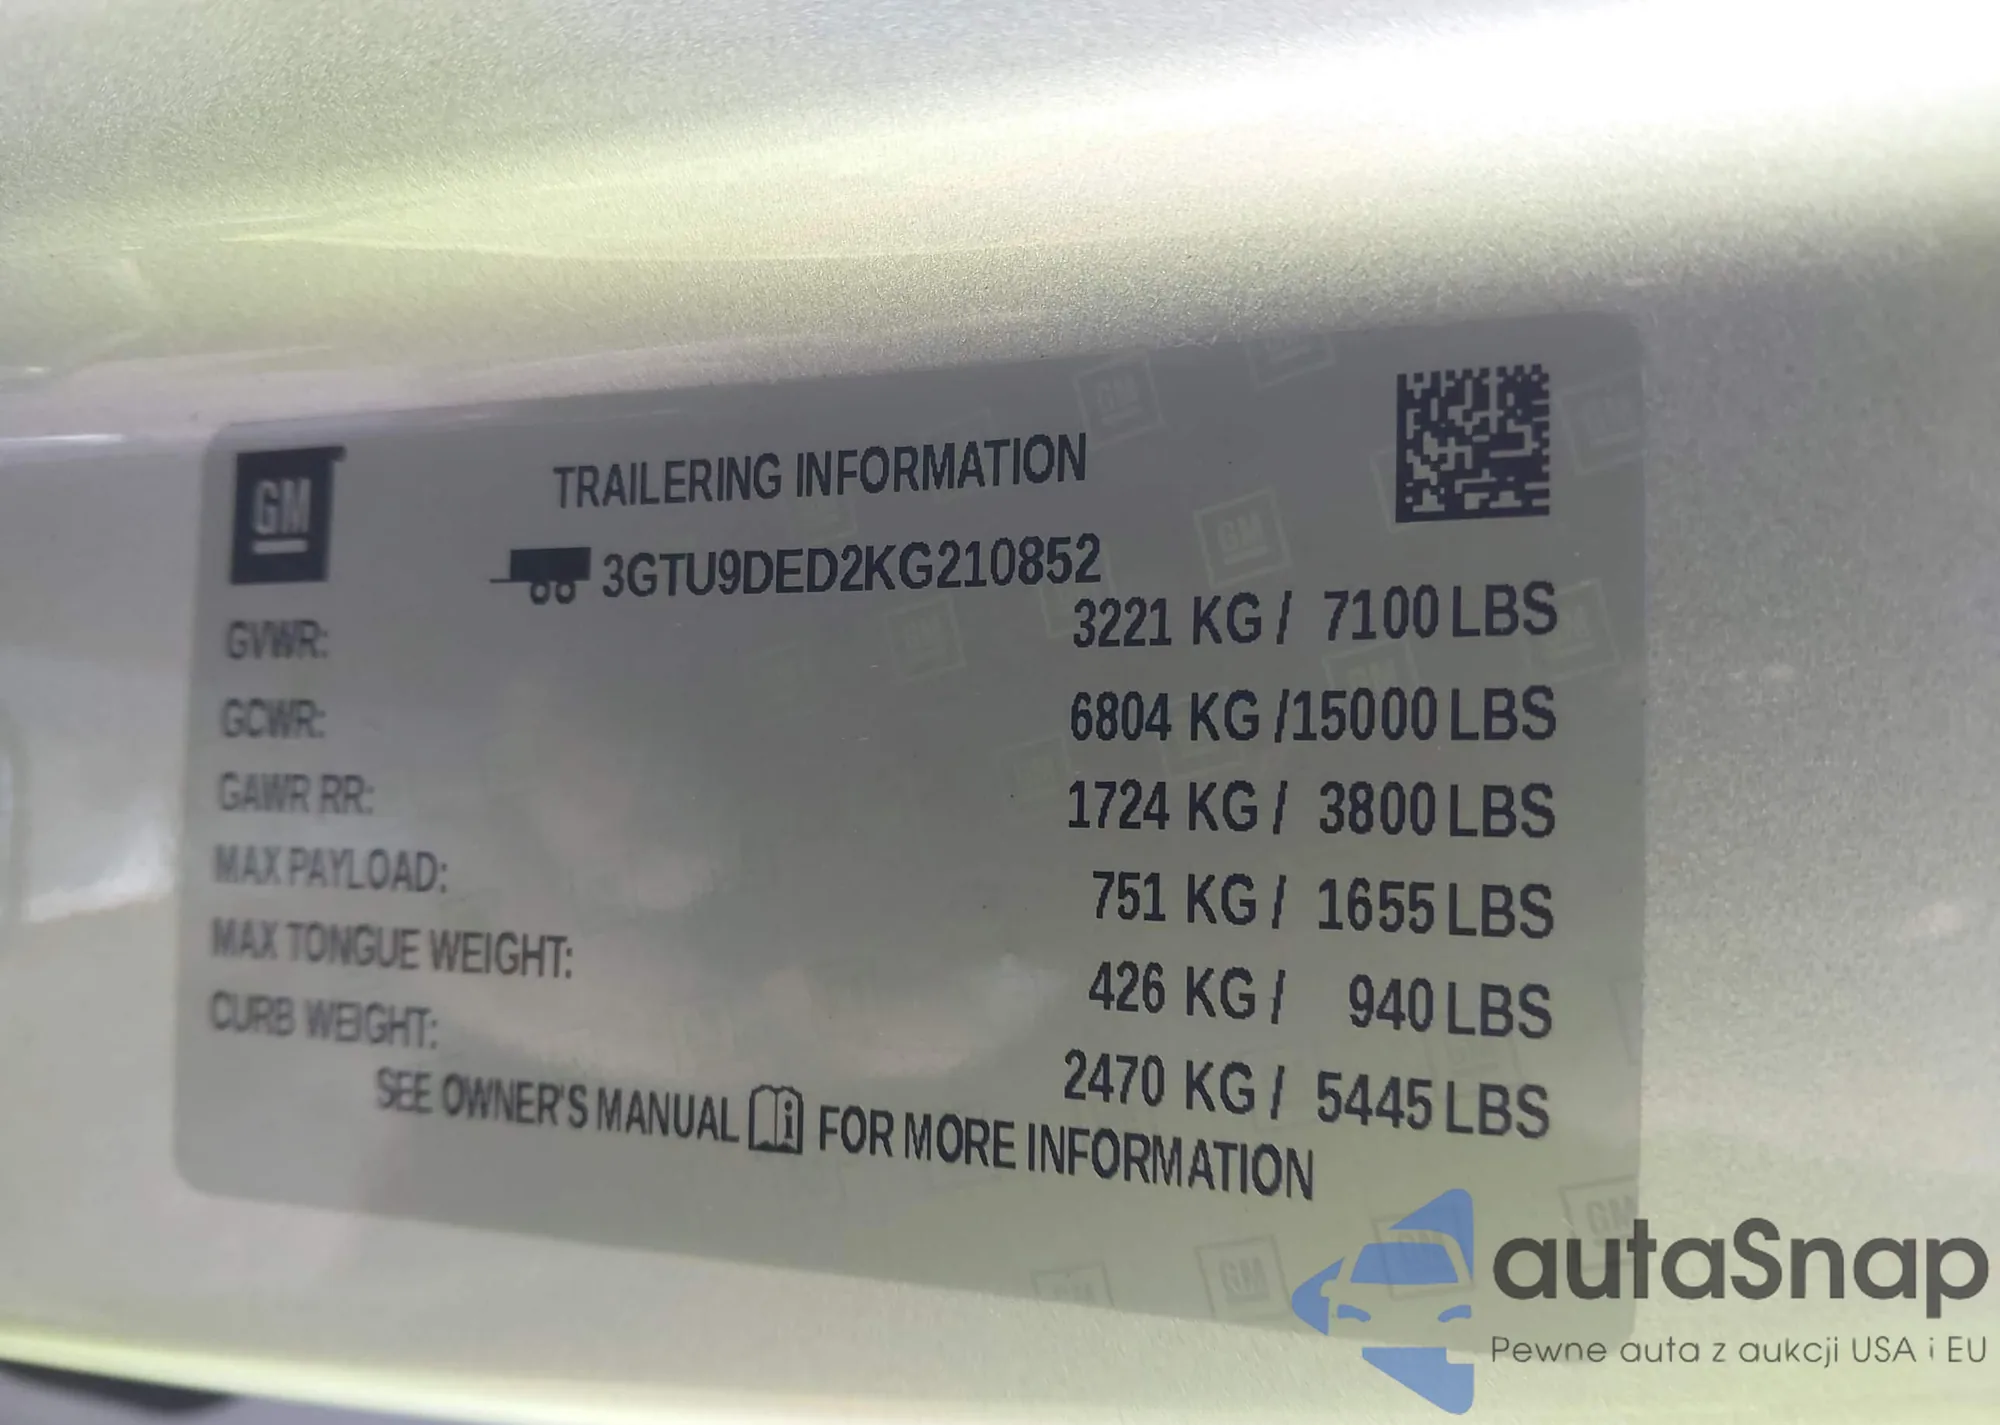 GM
TRAILERING INFORMATION
3GTU9DED2KG210852
GVWR: 3221 KG / 7100 LBS
GCWR: 6804 KG /15000 LBS
GAWR RR: 1724 KG / 3800 LBS
MAX PAYLOAD: 751 KG / 1655 LBS
MAX TONGUE WEIGHT: 426 KG / 940 LBS
CURB WEIGHT: 2470 KG / 5445 LBS
SEE OWNER'S MANUAL FOR MORE INFORMATION
autaSnap
Pewne auta z aukcji USA i EU